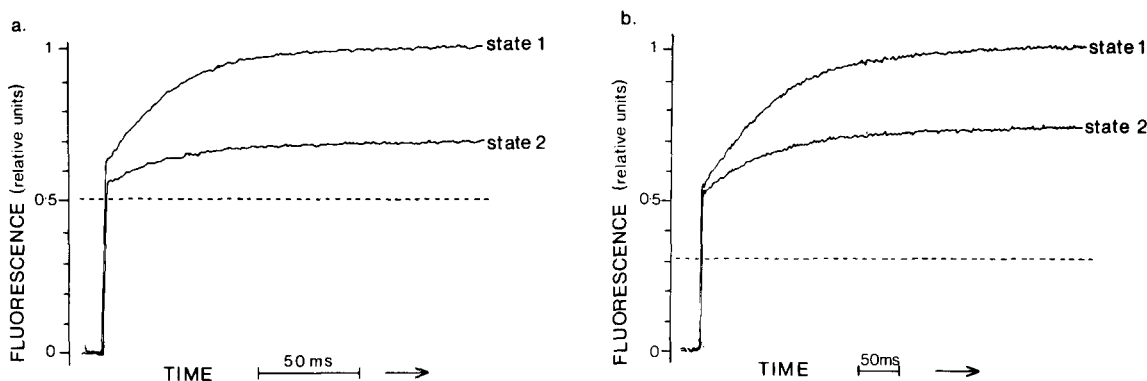 a.
FLUORESCENCE (relative units)
1
0·5
0
state 1
state 2
TIME
50 ms
b.
FLUORESCENCE (relative units)
1
0·5
0
state 1
state 2
TIME
50ms